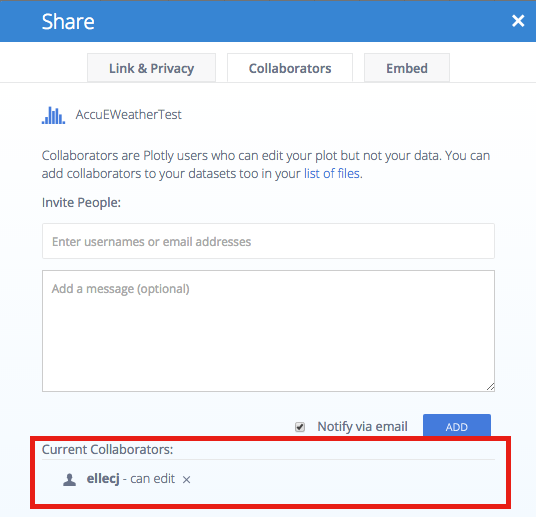 Share ×
Link & Privacy Collaborators Embed
AccuEWeatherTest
Collaborators are Plotly users who can edit your plot but not your data. You can
add collaborators to your datasets too in your list of files.
Invite People:
Enter usernames or email addresses
Add a message (optional)
Notify via email ADD
Current Collaborators:
ellecj - can edit ×